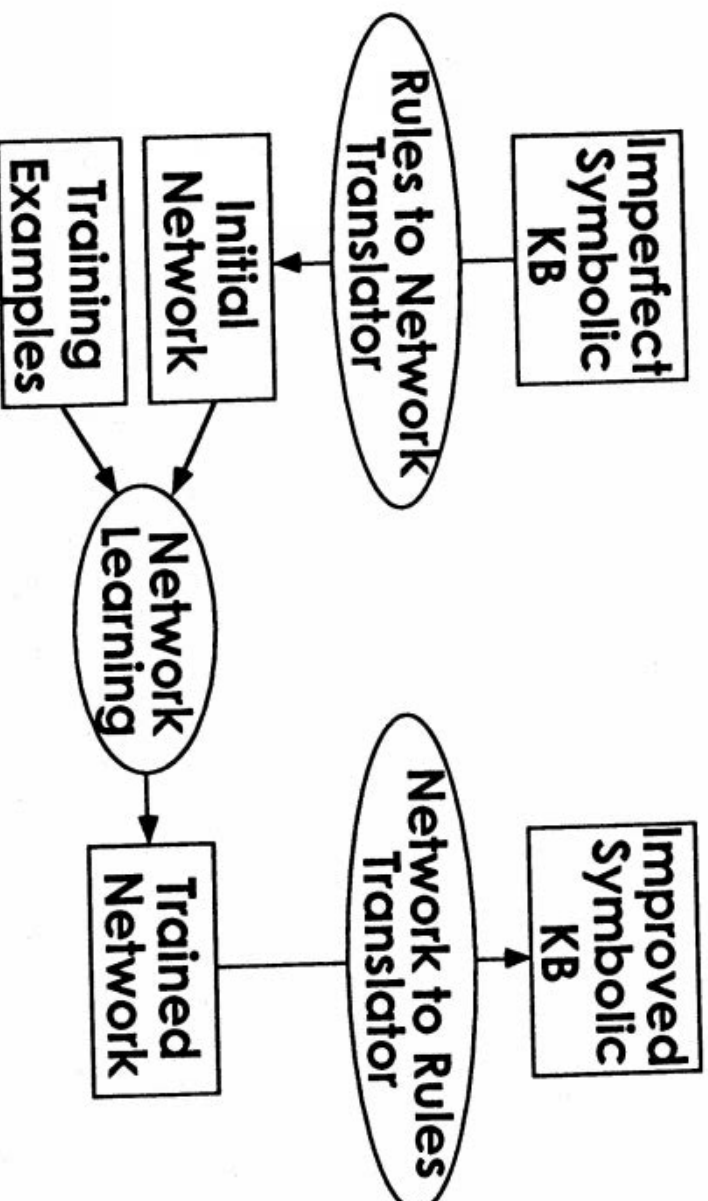 Imperfect
Symbolic
KB
Rules to Network
Translator
Initial
Network
Training
Examples
Network
Learning
Trained
Network
Network to Rules
Translator
Improved
Symbolic
KB